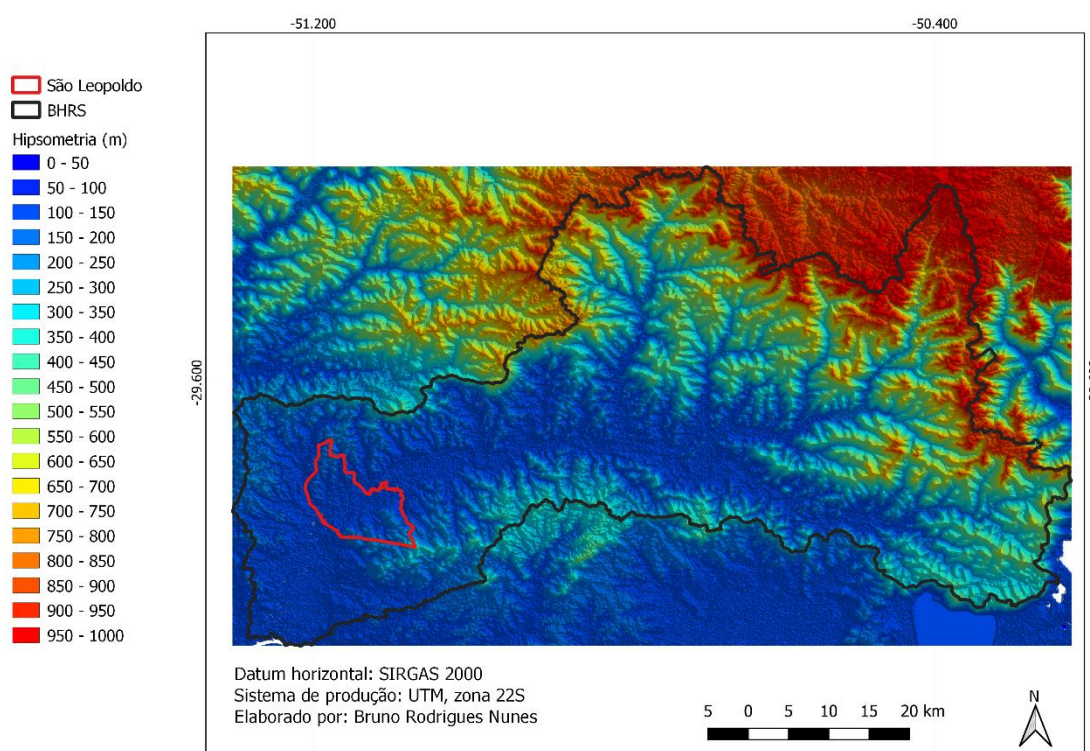 -51.200
-50.400
São Leopoldo
BHRS
Hipsometria (m)
0 - 50
50 - 100
100 - 150
150 - 200
200 - 250
250 - 300
300 - 350
350 - 400
400 - 450
450 - 500
500 - 550
550 - 600
600 - 650
650 - 700
700 - 750
750 - 800
800 - 850
850 - 900
900 - 950
950 - 1000
-29.600
Datum horizontal: SIRGAS 2000
Sistema de produção: UTM, zona 22S
Elaborado por: Bruno Rodrigues Nunes
5 0 5 10 15 20 km
N